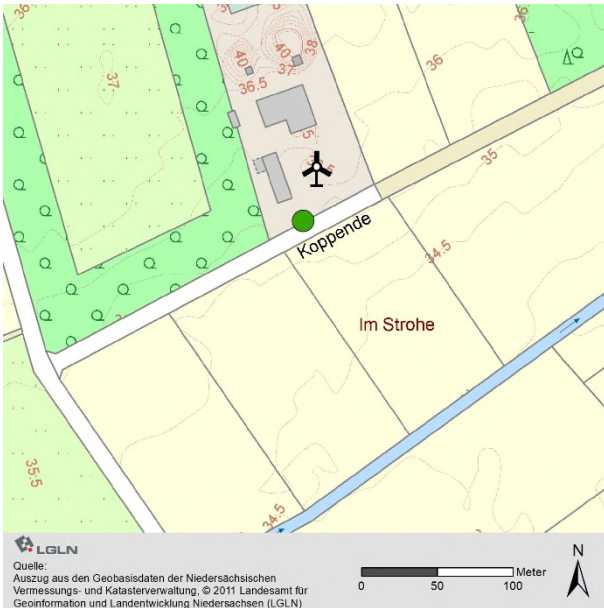 36
40
38
40
37
36
37
36.5
36
35
Koppende
34.5
Im Strohe
35.5
34.5
LGLN
Quelle:
Auszug aus den Geobasisdaten der Niedersächsischen
Vermessungs- und Katasterverwaltung, © 2011 Landesamt für
Geoinformation und Landentwicklung Niedersachsen (LGLN)
Meter
0 50 100
N